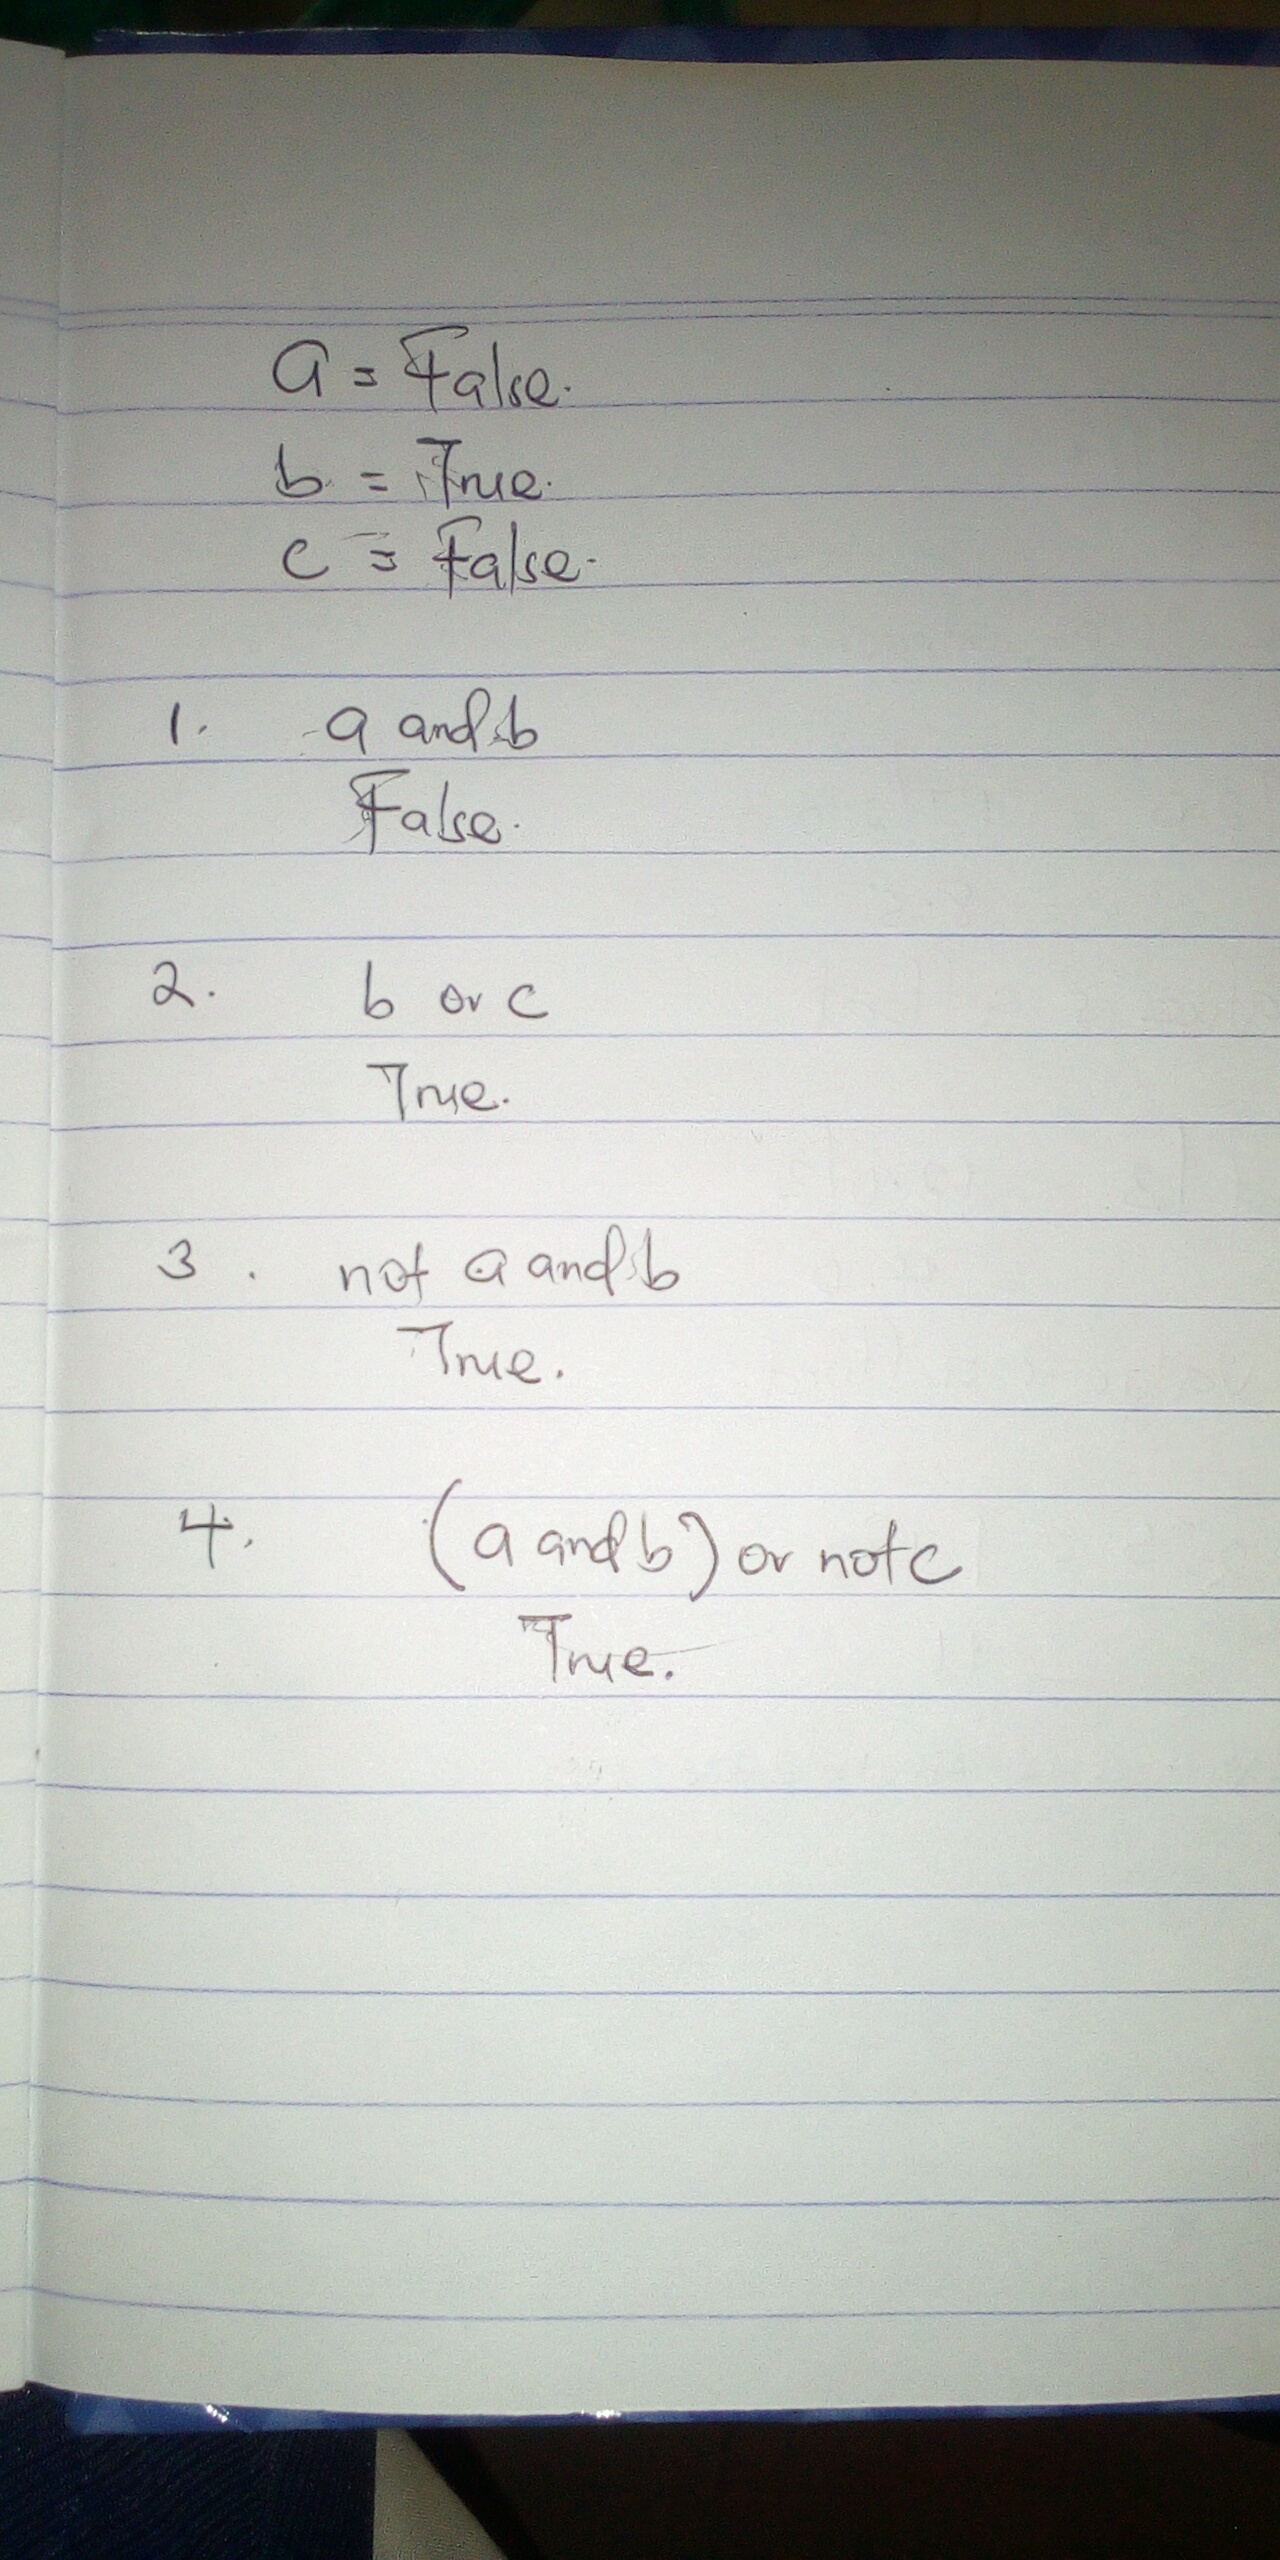 a = False.
b = True.
c = False.
1. a and b
False.
2. b or c
True.
3. not a and b
True.
4. (a and b) or not c
True.